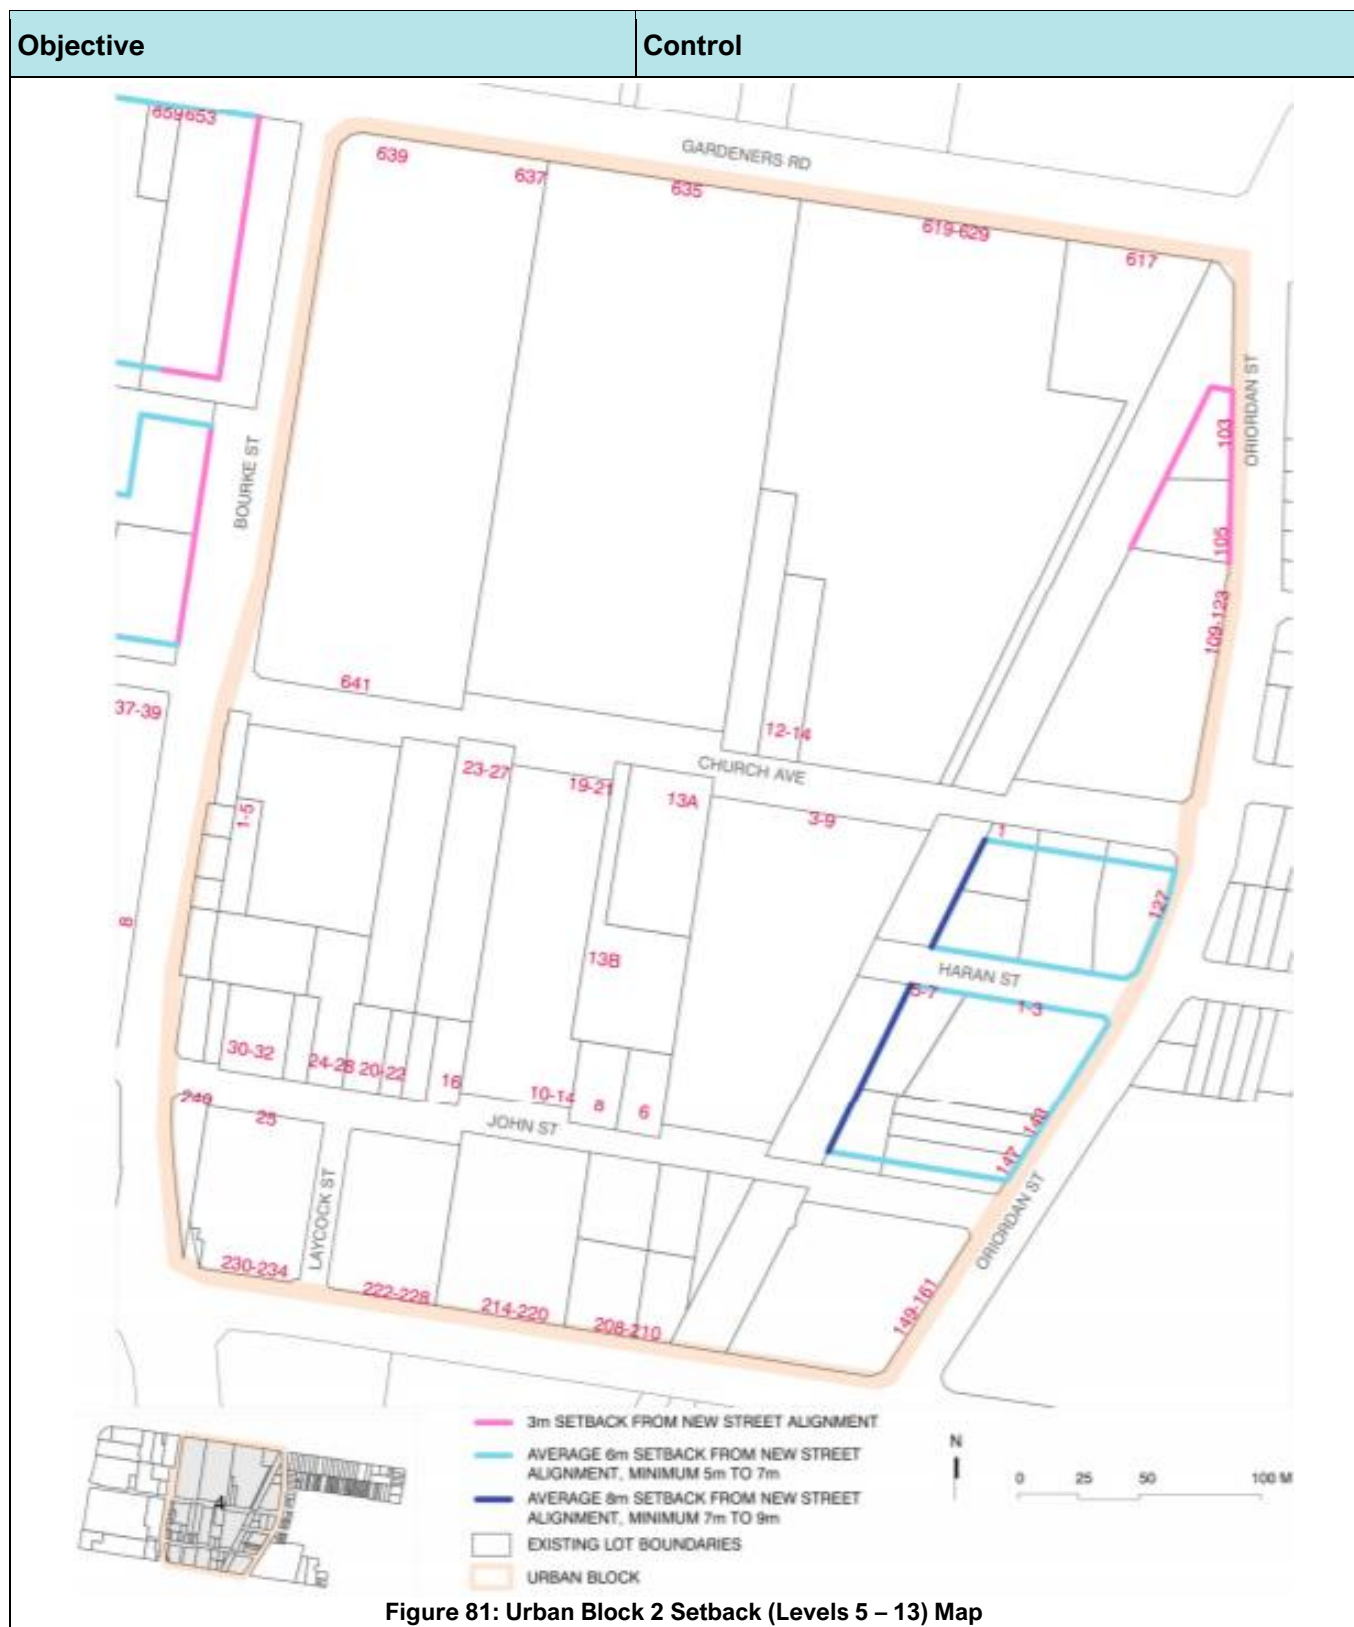 Objective
Control
659 653
639
637
635
GARDENERS RD
619-629
617
ORIORDAN ST
103
105
109-123
BOURKE ST
641
37-39
12-14
CHURCH AVE
23-27
19-21
13A
3-9
1-5
1
127
8
13B
HARAN ST
5-7
1-3
30-32
24-28
20-22
16
10-14
8
6
249
25
JOHN ST
143
147
LAYCOCK ST
ORIORDAN ST
230-234
222-228
214-220
208-210
149-161
3m SETBACK FROM NEW STREET ALIGNMENT
AVERAGE 6m SETBACK FROM NEW STREET
ALIGNMENT, MINIMUM 5m TO 7m
AVERAGE 8m SETBACK FROM NEW STREET
ALIGNMENT, MINIMUM 7m TO 9m
EXISTING LOT BOUNDARIES
URBAN BLOCK
4
N
0 25 50 100 M
Figure 81: Urban Block 2 Setback (Levels 5 – 13) Map